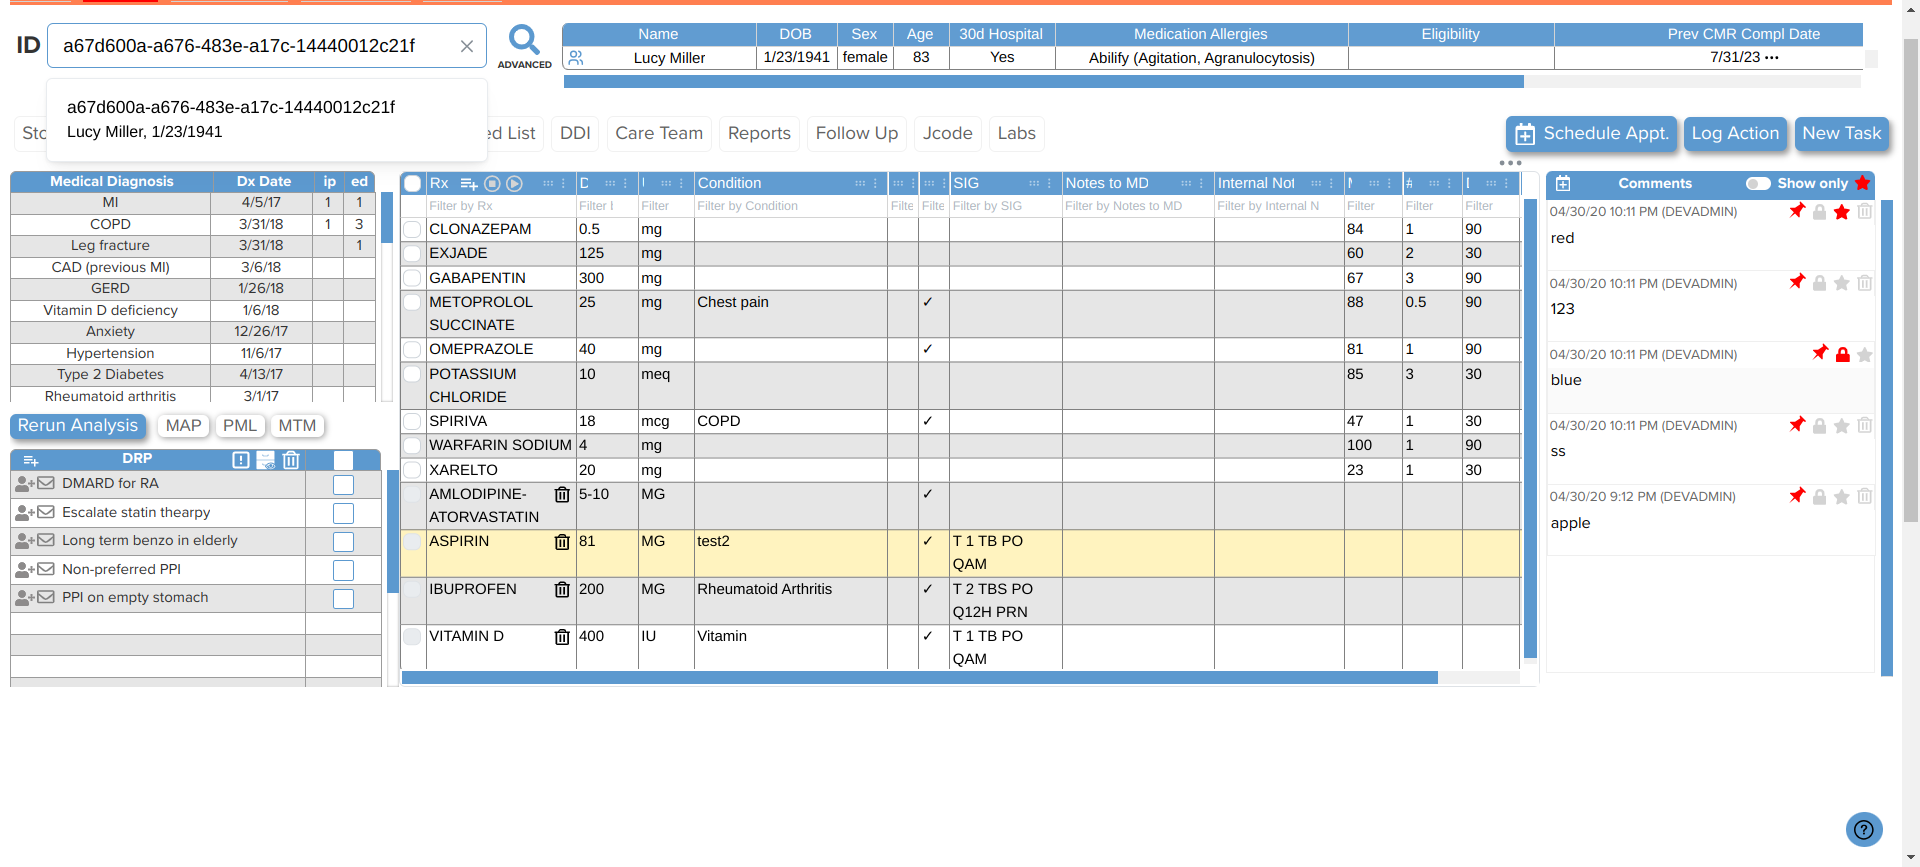 ID a67d600a-a676-483e-a17c-14440012c21f
ADVANCED
Name DOB Sex Age 30d Hospital Medication Allergies Eligibility Prev CMR Compl Date
Lucy Miller 1/23/1941 female 83 Yes Abilify (Agitation, Agranulocytosis) 7/31/23 •••
a67d600a-a676-483e-a17c-14440012c21f
Lucy Miller, 1/23/1941
DDI Care Team Reports Follow Up Jcode Labs Schedule Appt. Log Action New Task
List
Medical Diagnosis Dx Date ip ed
MI 4/5/17 1 1
COPD 3/31/18 1 3
Leg fracture 3/31/18 1
CAD (previous MI) 3/6/18
GERD 1/26/18
Vitamin D deficiency 1/6/18
Anxiety 12/26/17
Hypertension 11/6/17
Type 2 Diabetes 4/13/17
Rheumatoid arthritis 3/1/17
Rerun Analysis MAP PML MTM
DRP
DMARD for RA
Escalate statin thearpy
Long term benzo in elderly
Non-preferred PPI
PPI on empty stomach
Rx Condition SIG Notes to MD Internal Not
Filter by Rx Filter Filter Filter by Condition Filte Filte Filter by SIG Filter by Notes to MD Filter by Internal N Filter Filter Filter
CLONAZEPAM 0.5 mg 84 1 90
EXJADE 125 mg 60 2 30
GABAPENTIN 300 mg 67 3 90
METOPROLOL SUCCINATE 25 mg Chest pain ✓ 88 0.5 90
OMEPRAZOLE 40 mg ✓ 81 1 90
POTASSIUM CHLORIDE 10 meq 85 3 30
SPIRIVA 18 mcg COPD ✓ 47 1 30
WARFARIN SODIUM 4 mg 100 1 90
XARELTO 20 mg 23 1 30
AMLODIPINE-ATORVASTATIN 5-10 MG ✓
ASPIRIN 81 MG test2 ✓ T 1 TB PO QAM
IBUPROFEN 200 MG Rheumatoid Arthritis ✓ T 2 TBS PO Q12H PRN
VITAMIN D 400 IU Vitamin ✓ T 1 TB PO QAM
Comments Show only
04/30/20 10:11 PM (DEVADMIN)
red
04/30/20 10:11 PM (DEVADMIN)
123
04/30/20 10:11 PM (DEVADMIN)
blue
04/30/20 10:11 PM (DEVADMIN)
ss
04/30/20 9:12 PM (DEVADMIN)
apple